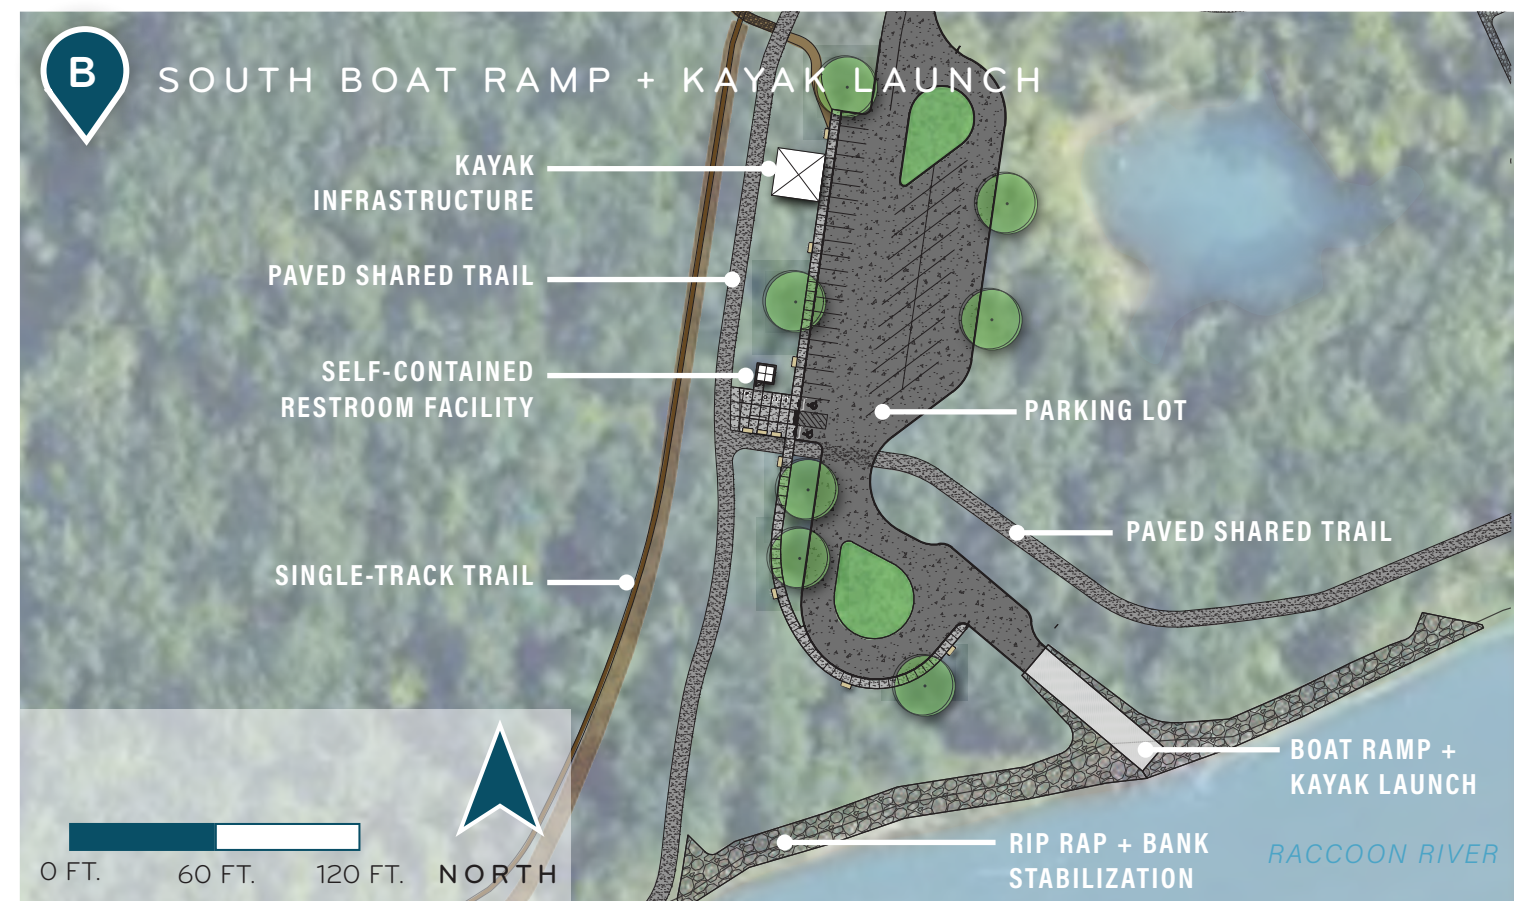 B
SOUTH BOAT RAMP + KAYAK LAUNCH
KAYAK
INFRASTRUCTURE
PAVED SHARED TRAIL
SELF-CONTAINED
RESTROOM FACILITY
PARKING LOT
PAVED SHARED TRAIL
SINGLE-TRACK TRAIL
BOAT RAMP +
KAYAK LAUNCH
RIP RAP + BANK
STABILIZATION
RACCOON RIVER
0 FT.
60 FT.
120 FT.
NORTH